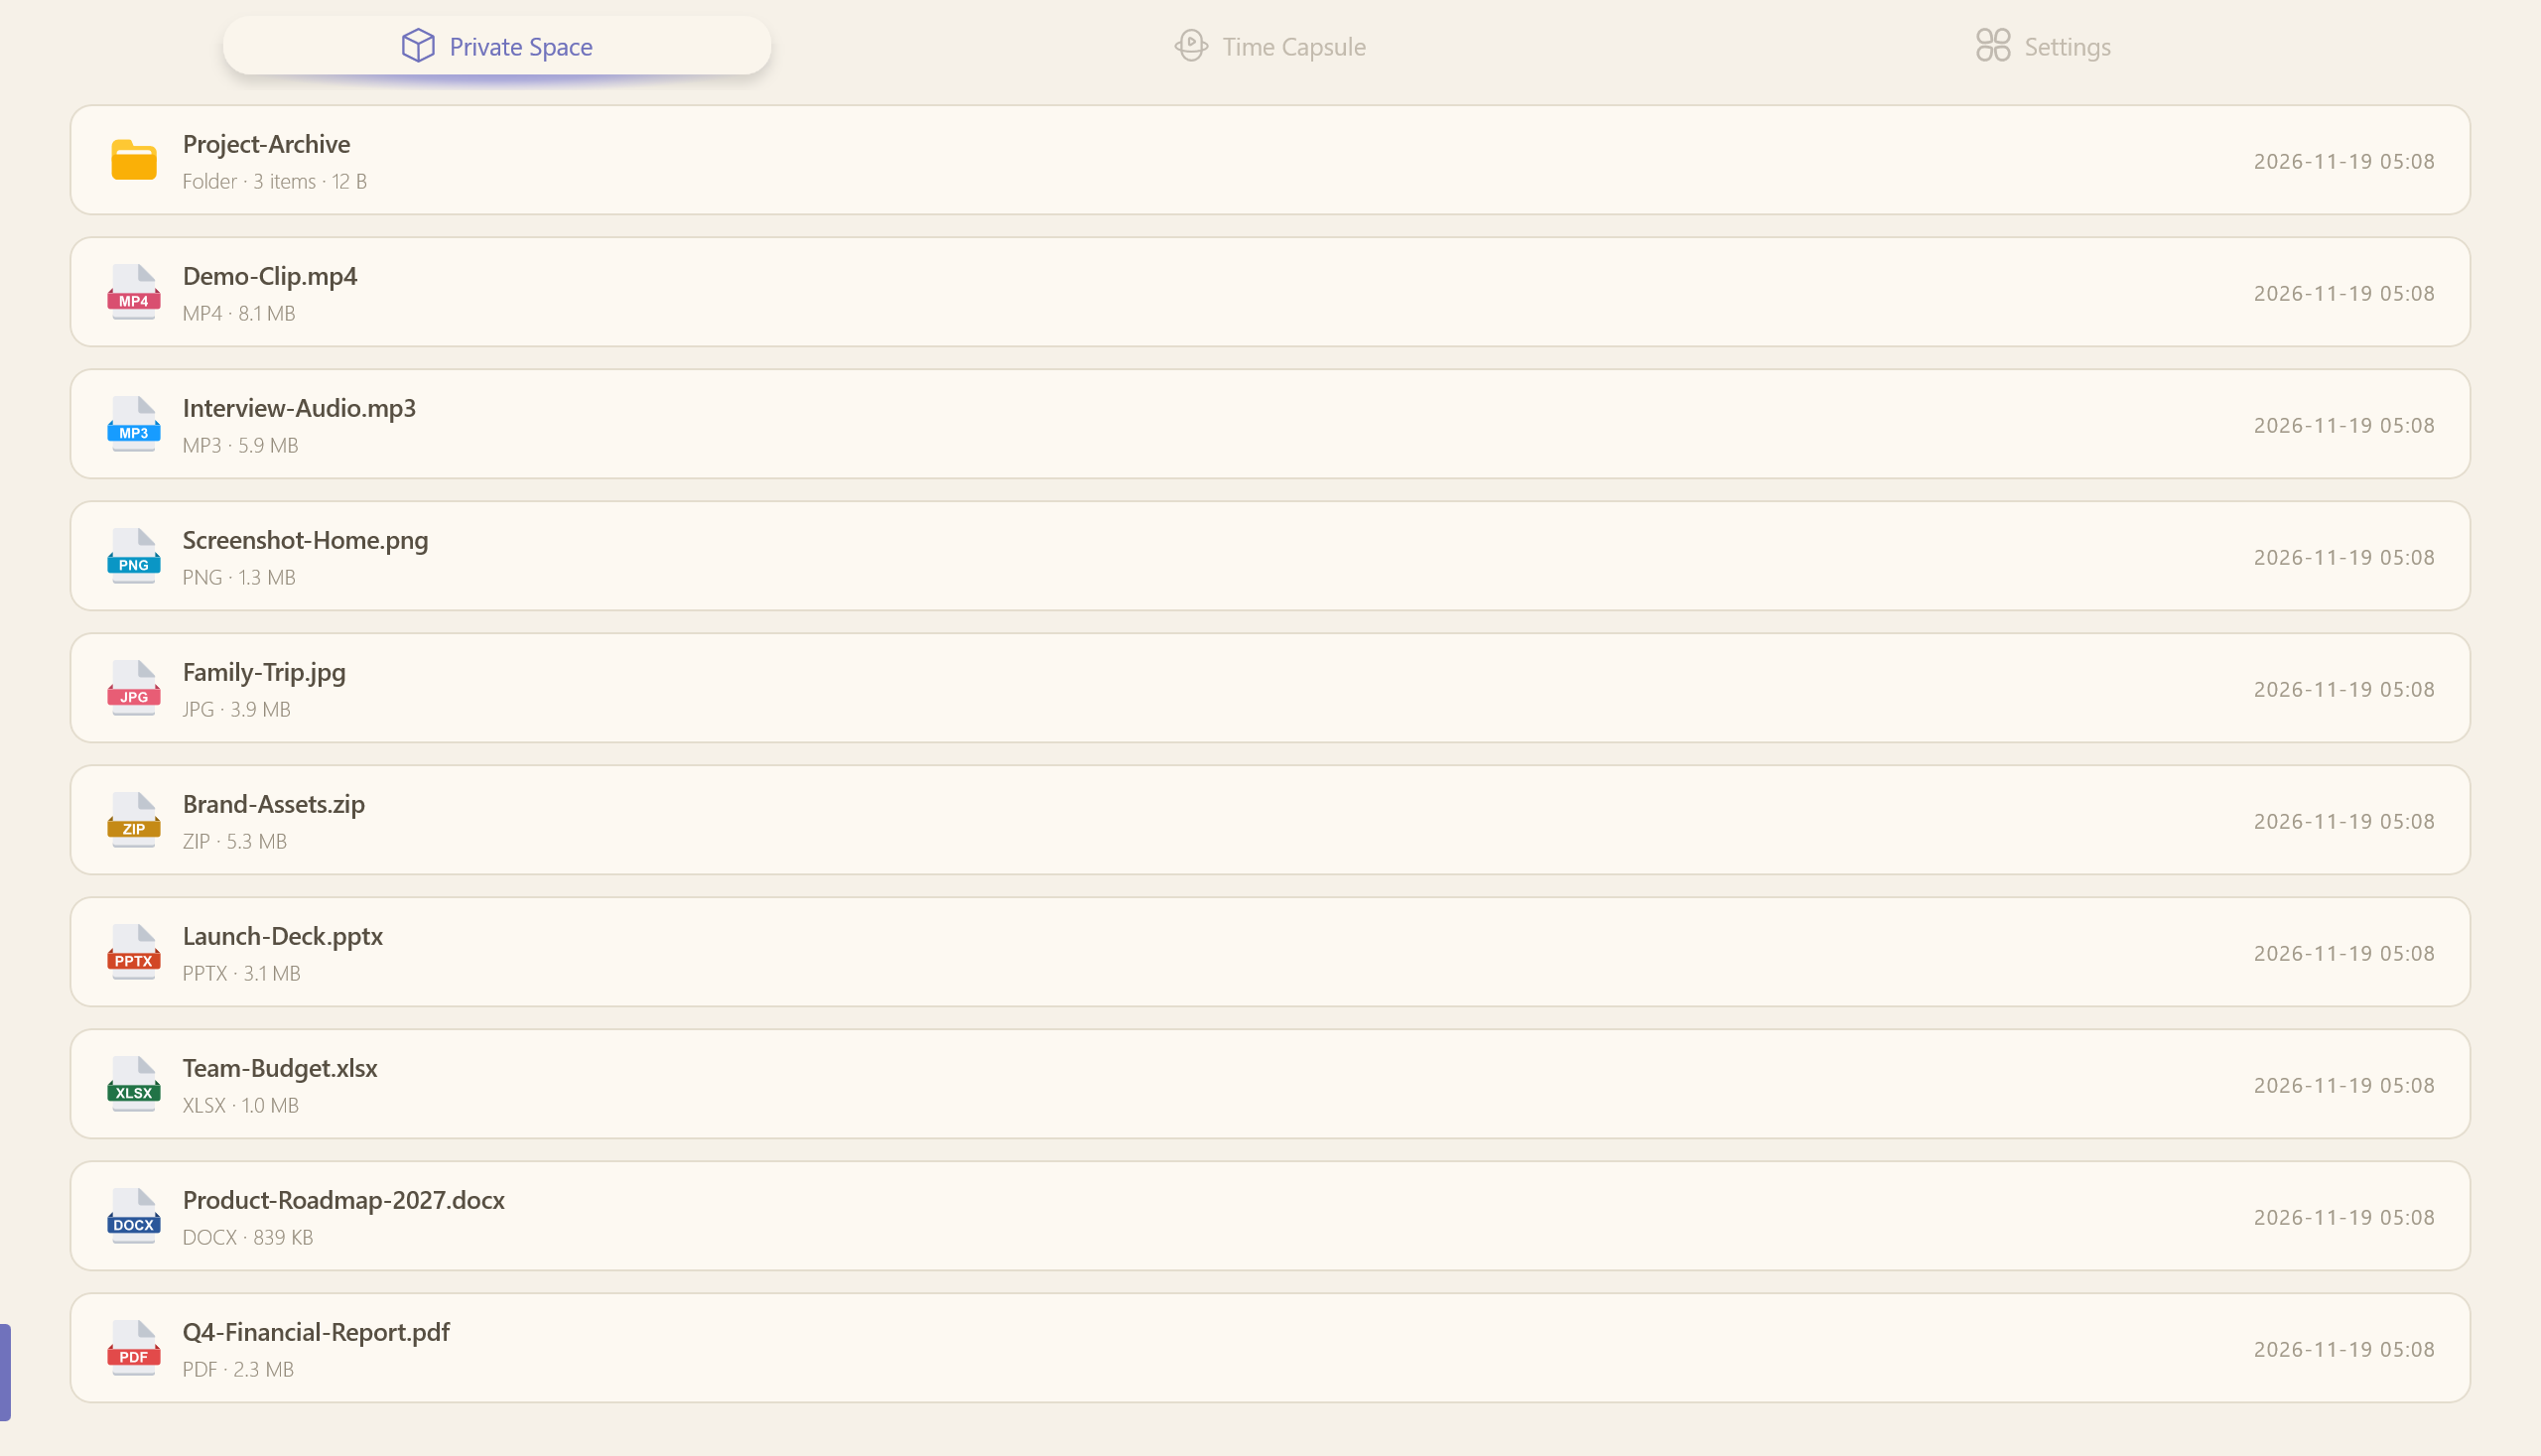 Private Space
Time Capsule
Settings
Project-Archive
Folder · 3 items · 12 B
2026-11-19 05:08
MP4
Demo-Clip.mp4
MP4 · 8.1 MB
2026-11-19 05:08
MP3
Interview-Audio.mp3
MP3 · 5.9 MB
2026-11-19 05:08
PNG
Screenshot-Home.png
PNG · 1.3 MB
2026-11-19 05:08
JPG
Family-Trip.jpg
JPG · 3.9 MB
2026-11-19 05:08
ZIP
Brand-Assets.zip
ZIP · 5.3 MB
2026-11-19 05:08
PPTX
Launch-Deck.pptx
PPTX · 3.1 MB
2026-11-19 05:08
XLSX
Team-Budget.xlsx
XLSX · 1.0 MB
2026-11-19 05:08
DOCX
Product-Roadmap-2027.docx
DOCX · 839 KB
2026-11-19 05:08
PDF
Q4-Financial-Report.pdf
PDF · 2.3 MB
2026-11-19 05:08